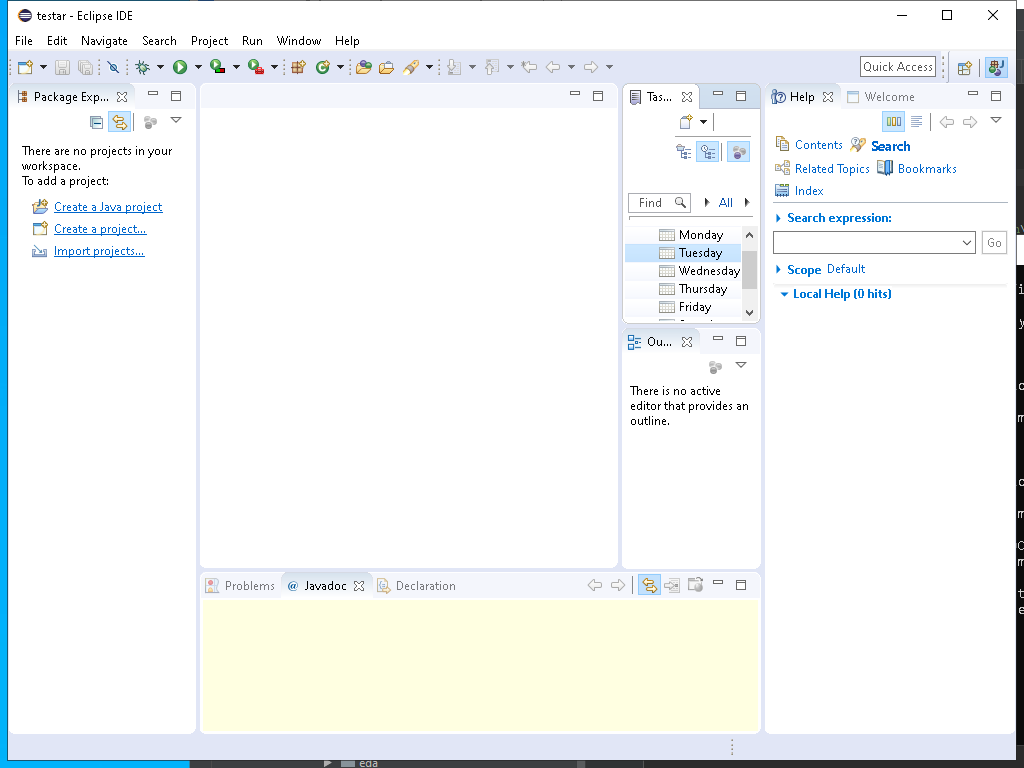 testar - Eclipse IDE
File Edit Navigate Search Project Run Window Help
Quick Access
Package Exp...
There are no projects in your
workspace.
To add a project:
Create a Java project
Create a project...
Import projects...
Tas...
Find
All
Monday
Tuesday
Wednesday
Thursday
Friday
Ou...
There is no active
editor that provides an
outline.
Help Welcome
Contents Search
Related Topics Bookmarks
Index
Search expression:
Go
Scope Default
Local Help (0 hits)
Problems @ Javadoc Declaration
eda